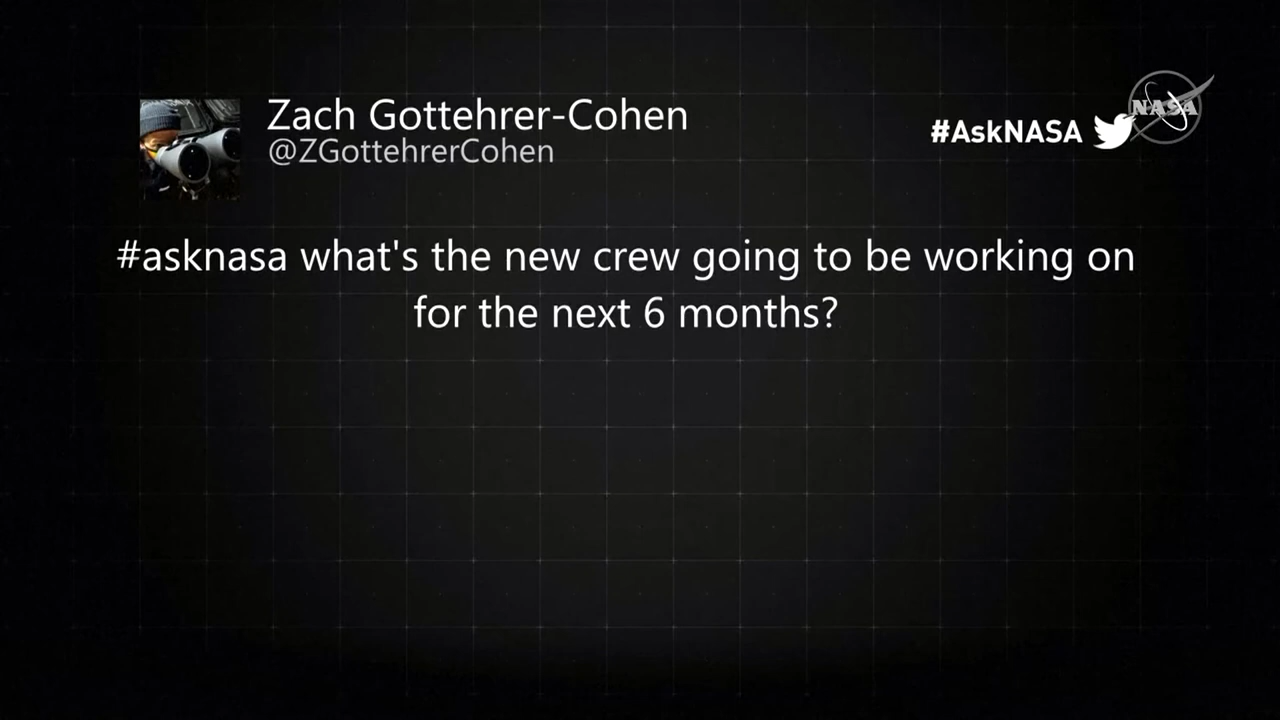 Zach Gottehrer-Cohen
@ZGottehrerCohen
#AskNASA
NASA
#asknasa what's the new crew going to be working on
for the next 6 months?